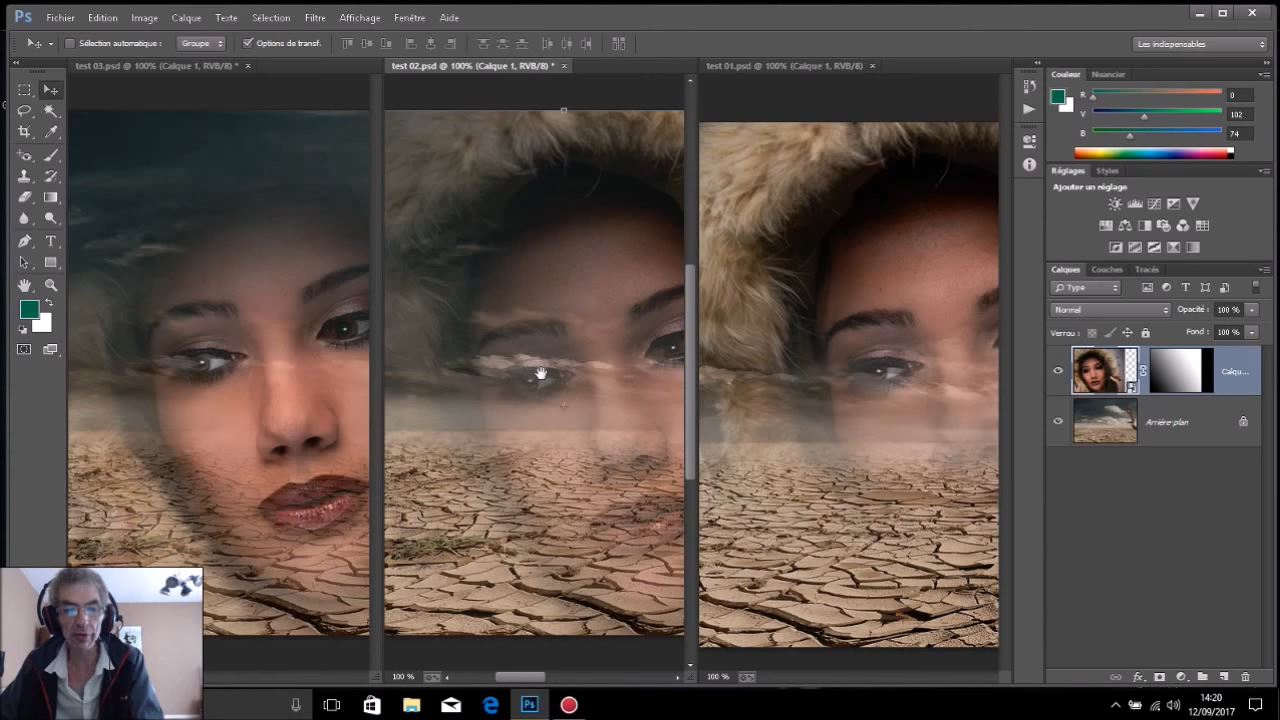 Ps Fichier Edition Image Calque Texte Sélection Filtre Affichage Fenêtre Aide
Sélection automatique : Groupe Options de transf. Les indispensables
test 03.psd @ 100% (Calque 1, RVB/8) * × test 02.psd @ 100% (Calque 1, RVB/8) * × test 01.psd @ 100% (Calque 1, RVB/8) ×
Couleur Nuancier
R 0
V 102
B 74
Réglages Styles
Ajouter un réglage
Calques Couches Tracés
Type
Normal Opacité : 100 %
Verrou : Fond : 100 %
Calqu...
Arrière-plan
100 % 100 %
fx
Ps
14:20
12/09/2017